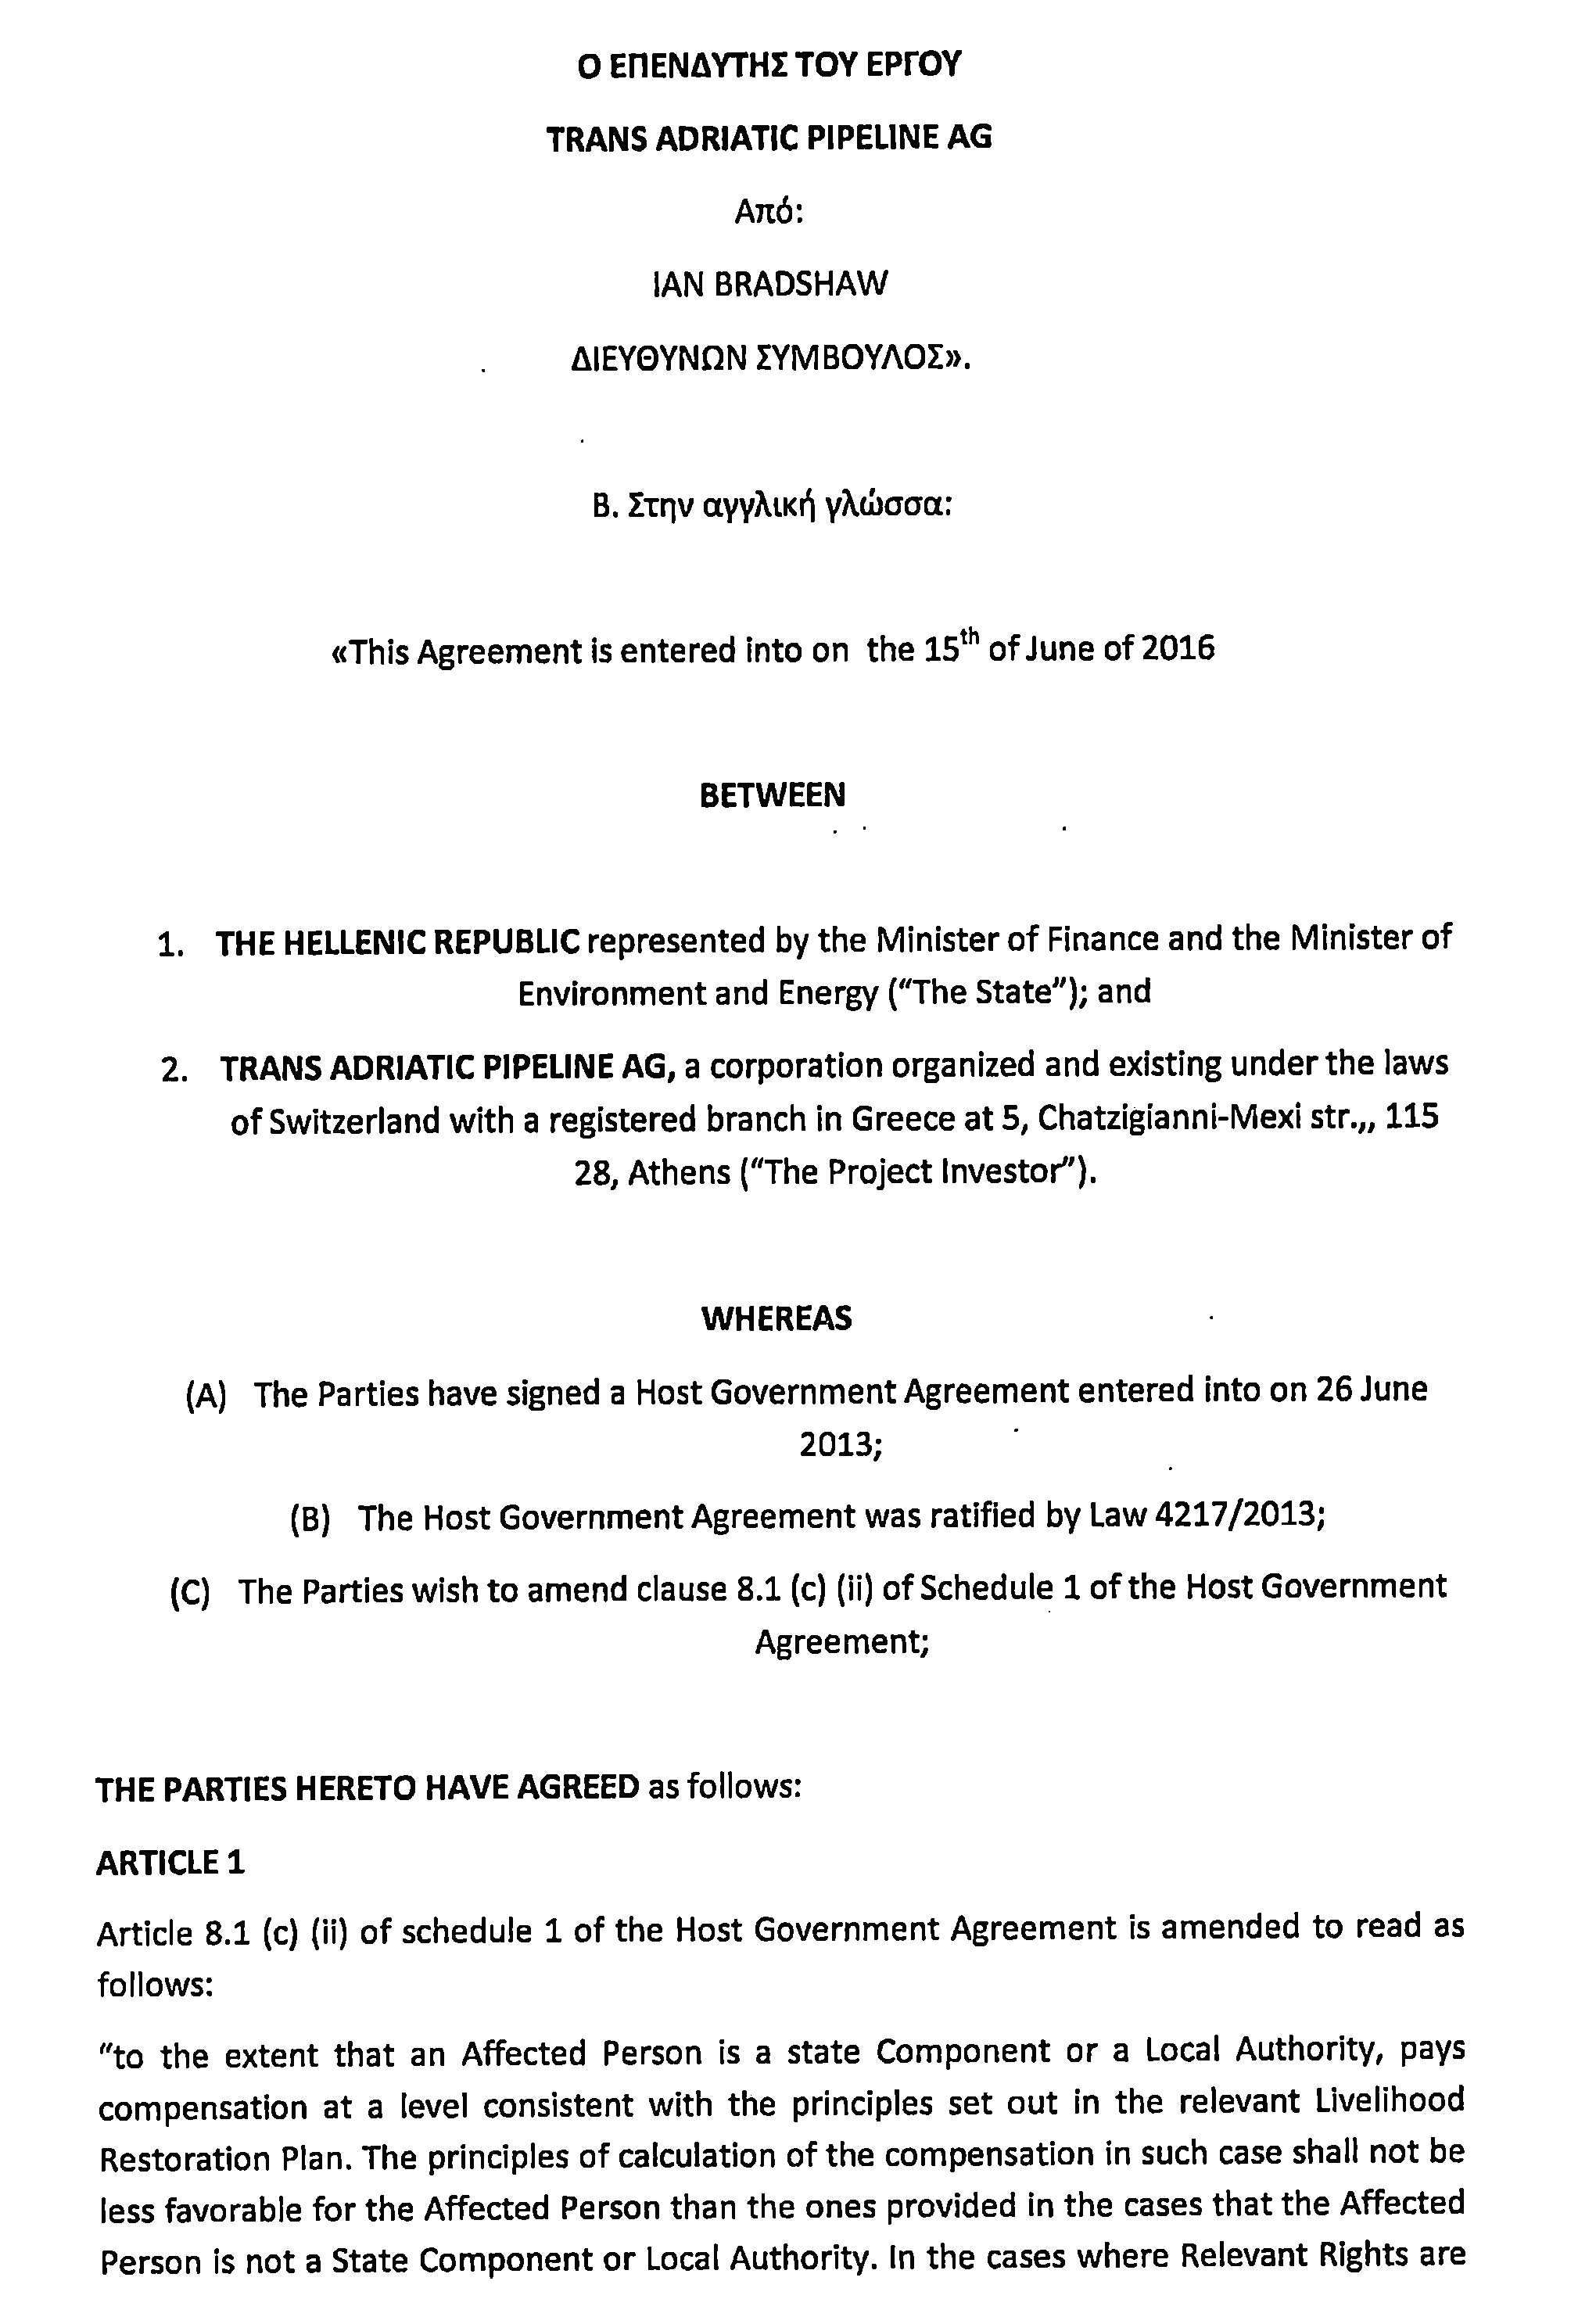 Ο ΕΠΕΝΔΥΤΗΣ ΤΟΥ ΕΡΓΟΥ
TRANS ADRIATIC PIPELINE AG
Από:
IAN BRADSHAW
ΔΙΕΥΘΥΝΩΝ ΣΥΜΒΟΥΛΟΣ».
Β. Στην αγγλική γλώσσα:
«This Agreement is entered into on the 15th of June of 2016
BETWEEN
1. THE HELLENIC REPUBLIC represented by the Minister of Finance and the Minister of
Environment and Energy ("The State"); and
2. TRANS ADRIATIC PIPELINE AG, a corporation organized and existing under the laws
of Switzerland with a registered branch in Greece at 5, Chatzigianni-Mexi str.,, 115
28, Athens ("The Project Investor").
WHEREAS
(A) The Parties have signed a Host Government Agreement entered into on 26 June
2013;
(B) The Host Government Agreement was ratified by Law 4217/2013;
(C) The Parties wish to amend clause 8.1 (c) (ii) of Schedule 1 of the Host Government
Agreement;
THE PARTIES HERETO HAVE AGREED as follows:
ARTICLE 1
Article 8.1 (c) (ii) of schedule 1 of the Host Government Agreement is amended to read as
follows:
"to the extent that an Affected Person is a state Component or a Local Authority, pays
compensation at a level consistent with the principles set out in the relevant Livelihood
Restoration Plan. The principles of calculation of the compensation in such case shall not be
less favorable for the Affected Person than the ones provided in the cases that the Affected
Person is not a State Component or Local Authority. In the cases where Relevant Rights are